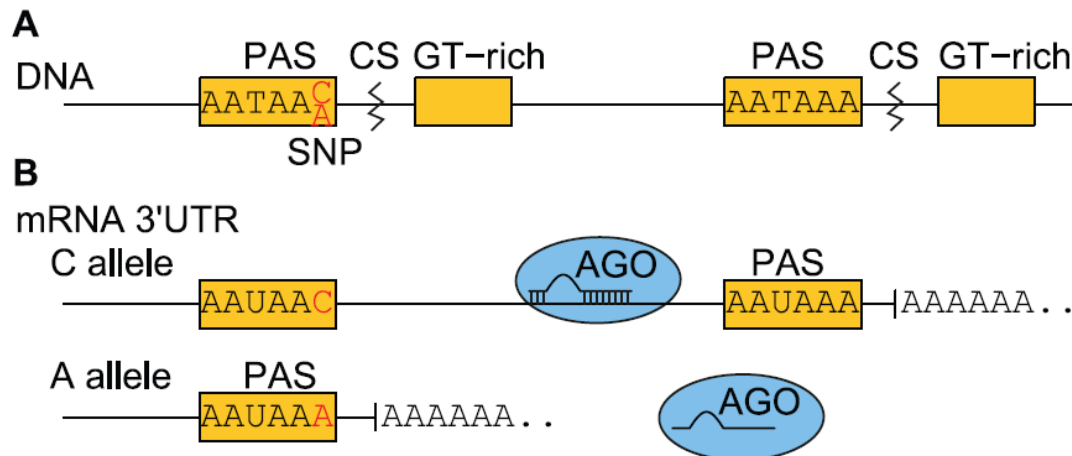 A
PAS CS GT-rich PAS CS GT-rich
DNA
AATAAC AATAAA
A
SNP
B
mRNA 3'UTR
C allele AGO PAS
AAUAAC AAUAAA AAAAAA..
A allele PAS AGO
AAUAAA AAAAAA..